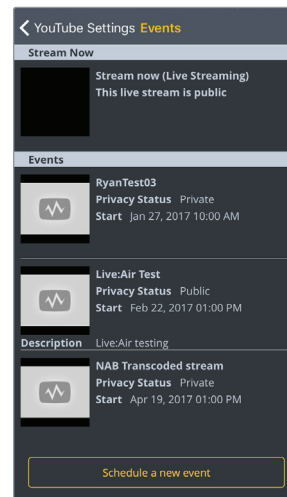 YouTube Settings Events
Stream Now
Stream now (Live Streaming)
This live stream is public
Events
RyanTest03
Privacy Status Private
Start Jan 27, 2017 10:00 AM
Live:Air Test
Privacy Status Public
Start Feb 22, 2017 01:00 PM
Description Live:Air testing
NAB Transcoded stream
Privacy Status Private
Start Apr 19, 2017 01:00 PM
Schedule a new event